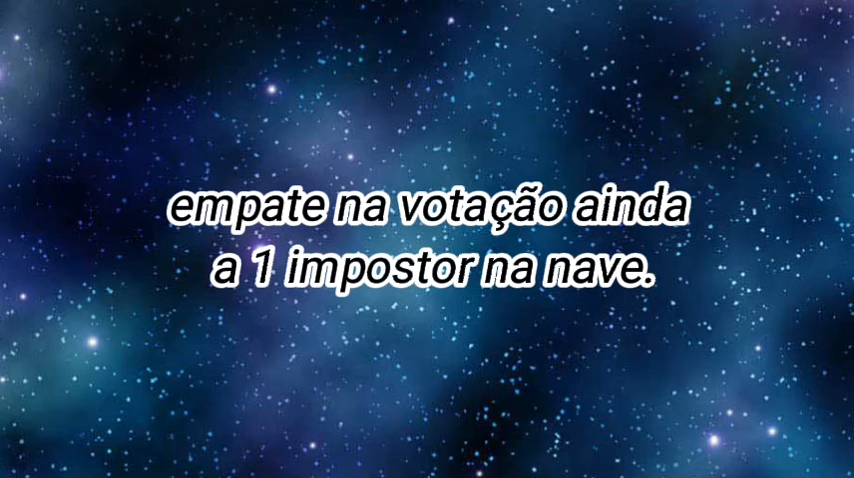 empate na votação ainda
a 1 impostor na nave.